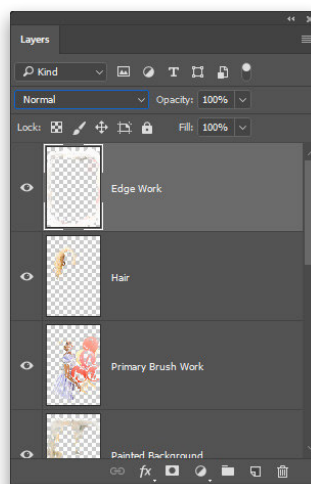 Layers
Kind
Normal Opacity: 100%
Lock: Fill: 100%
Edge Work
Hair
Primary Brush Work
Painted Background
fx